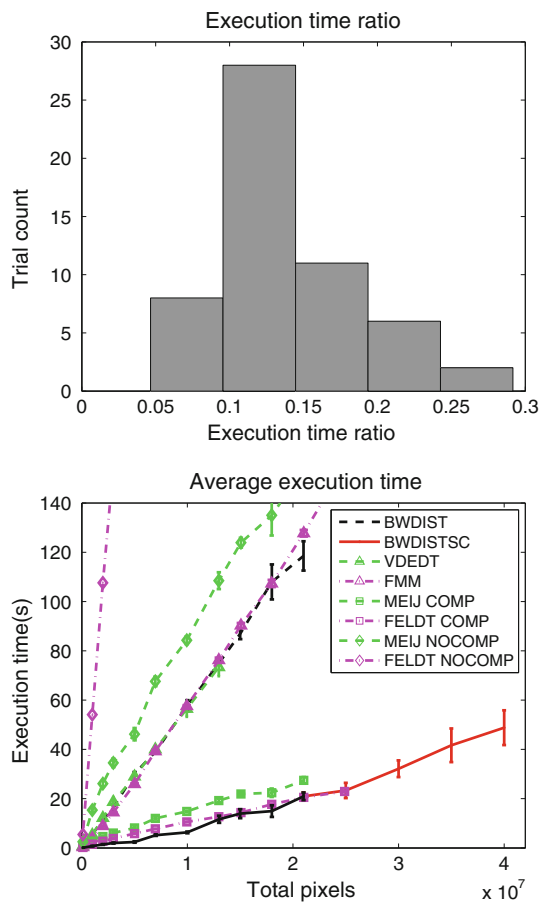 Execution time ratio
30
25
20
15
10
5
0
Trial count
0 0.05 0.1 0.15 0.2 0.25 0.3
Execution time ratio
Average execution time
140
120
100
80
60
40
20
0
Execution time(s)
BWDIST
BWDISTSC
VDEDT
FMM
MEIJ COMP
FELDT COMP
MEIJ NOCOMP
FELDT NOCOMP
0 1 2 3 4
Total pixels
x 10^7